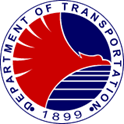 DEPARTMENT OF TRANSPORTATION
1899